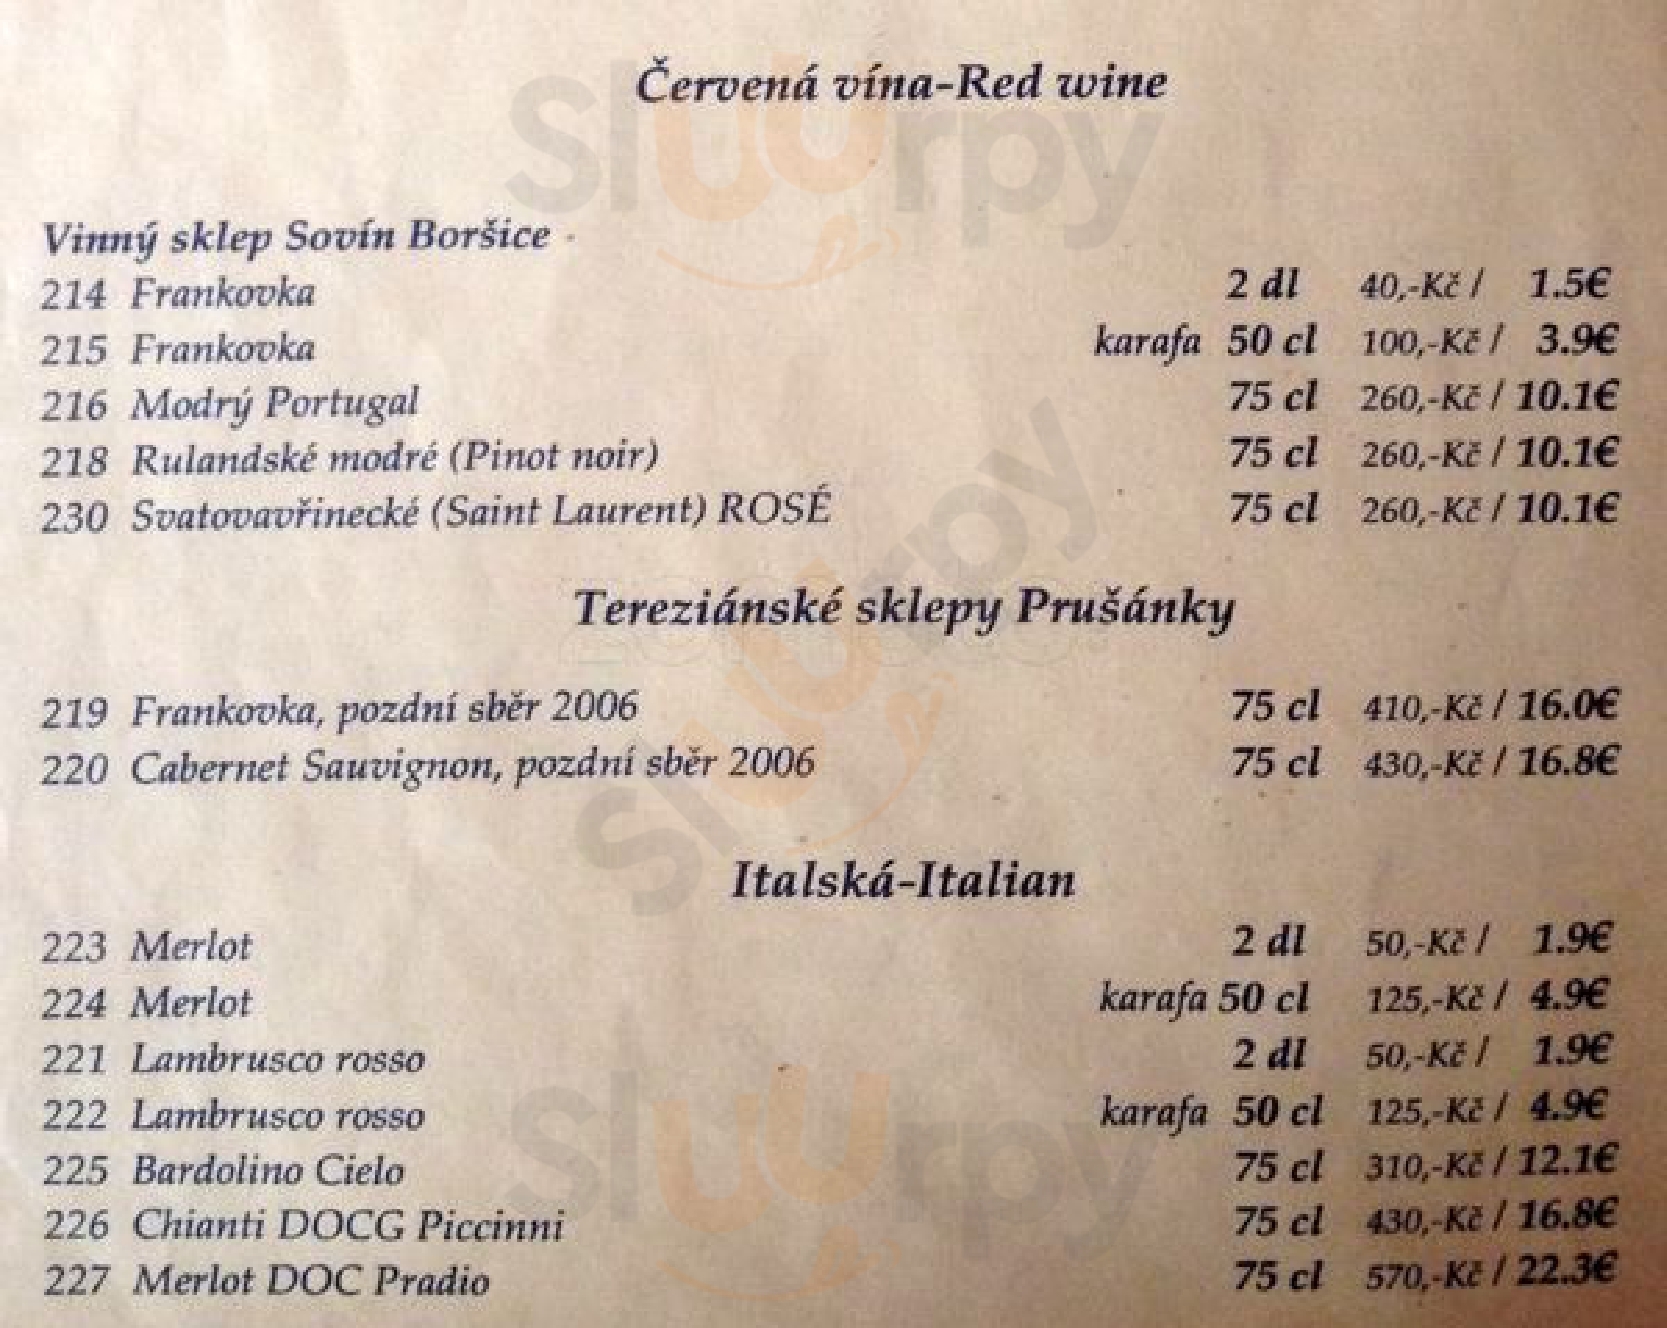 Červená vína-Red wine
Vinný sklep Sovín Boršice
214 Frankovka 2 dl 40,-Kč / 1.5€
215 Frankovka karafa 50 cl 100,-Kč / 3.9€
216 Modrý Portugal 75 cl 260,-Kč / 10.1€
218 Rulandské modré (Pinot noir) 75 cl 260,-Kč / 10.1€
230 Svatovavřinecké (Saint Laurent) ROSÉ 75 cl 260,-Kč / 10.1€
Tereziánské sklepy Prušánky
219 Frankovka, pozdní sběr 2006 75 cl 410,-Kč / 16.0€
220 Cabernet Sauvignon, pozdní sběr 2006 75 cl 430,-Kč / 16.8€
Italská-Italian
223 Merlot 2 dl 50,-Kč / 1.9€
224 Merlot karafa 50 cl 125,-Kč / 4.9€
221 Lambrusco rosso 2 dl 50,-Kč / 1.9€
222 Lambrusco rosso karafa 50 cl 125,-Kč / 4.9€
225 Bardolino Cielo 75 cl 310,-Kč / 12.1€
226 Chianti DOCG Piccinni 75 cl 430,-Kč / 16.8€
227 Merlot DOC Pradio 75 cl 570,-Kč / 22.3€
sluurpy
sluurpy
sluurpy